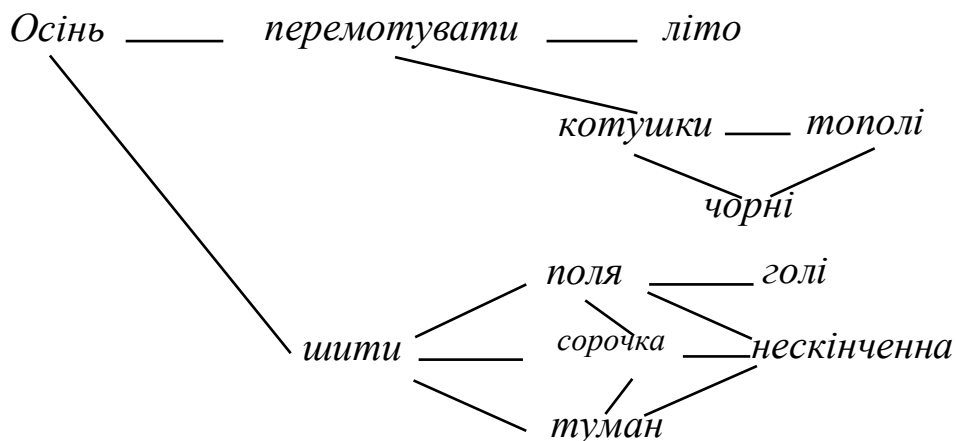 Осінь перемотувати літо
котушки тополі
чорні
поля голі
шити сорочка нескінченна
туман